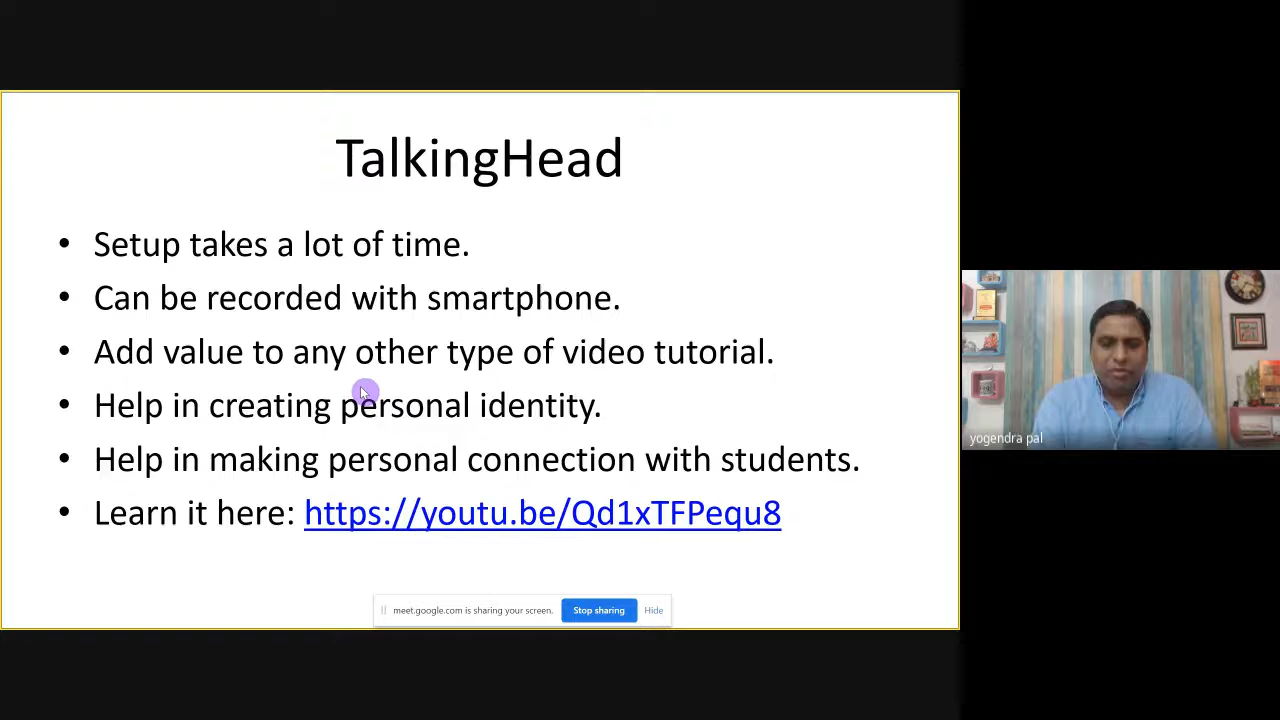 TalkingHead
• Setup takes a lot of time.
• Can be recorded with smartphone.
• Add value to any other type of video tutorial.
• Help in creating personal identity.
• Help in making personal connection with students.
• Learn it here: https://youtu.be/Qd1xTFPequ8
meet.google.com is sharing your screen. Stop sharing Hide
yogendra pal